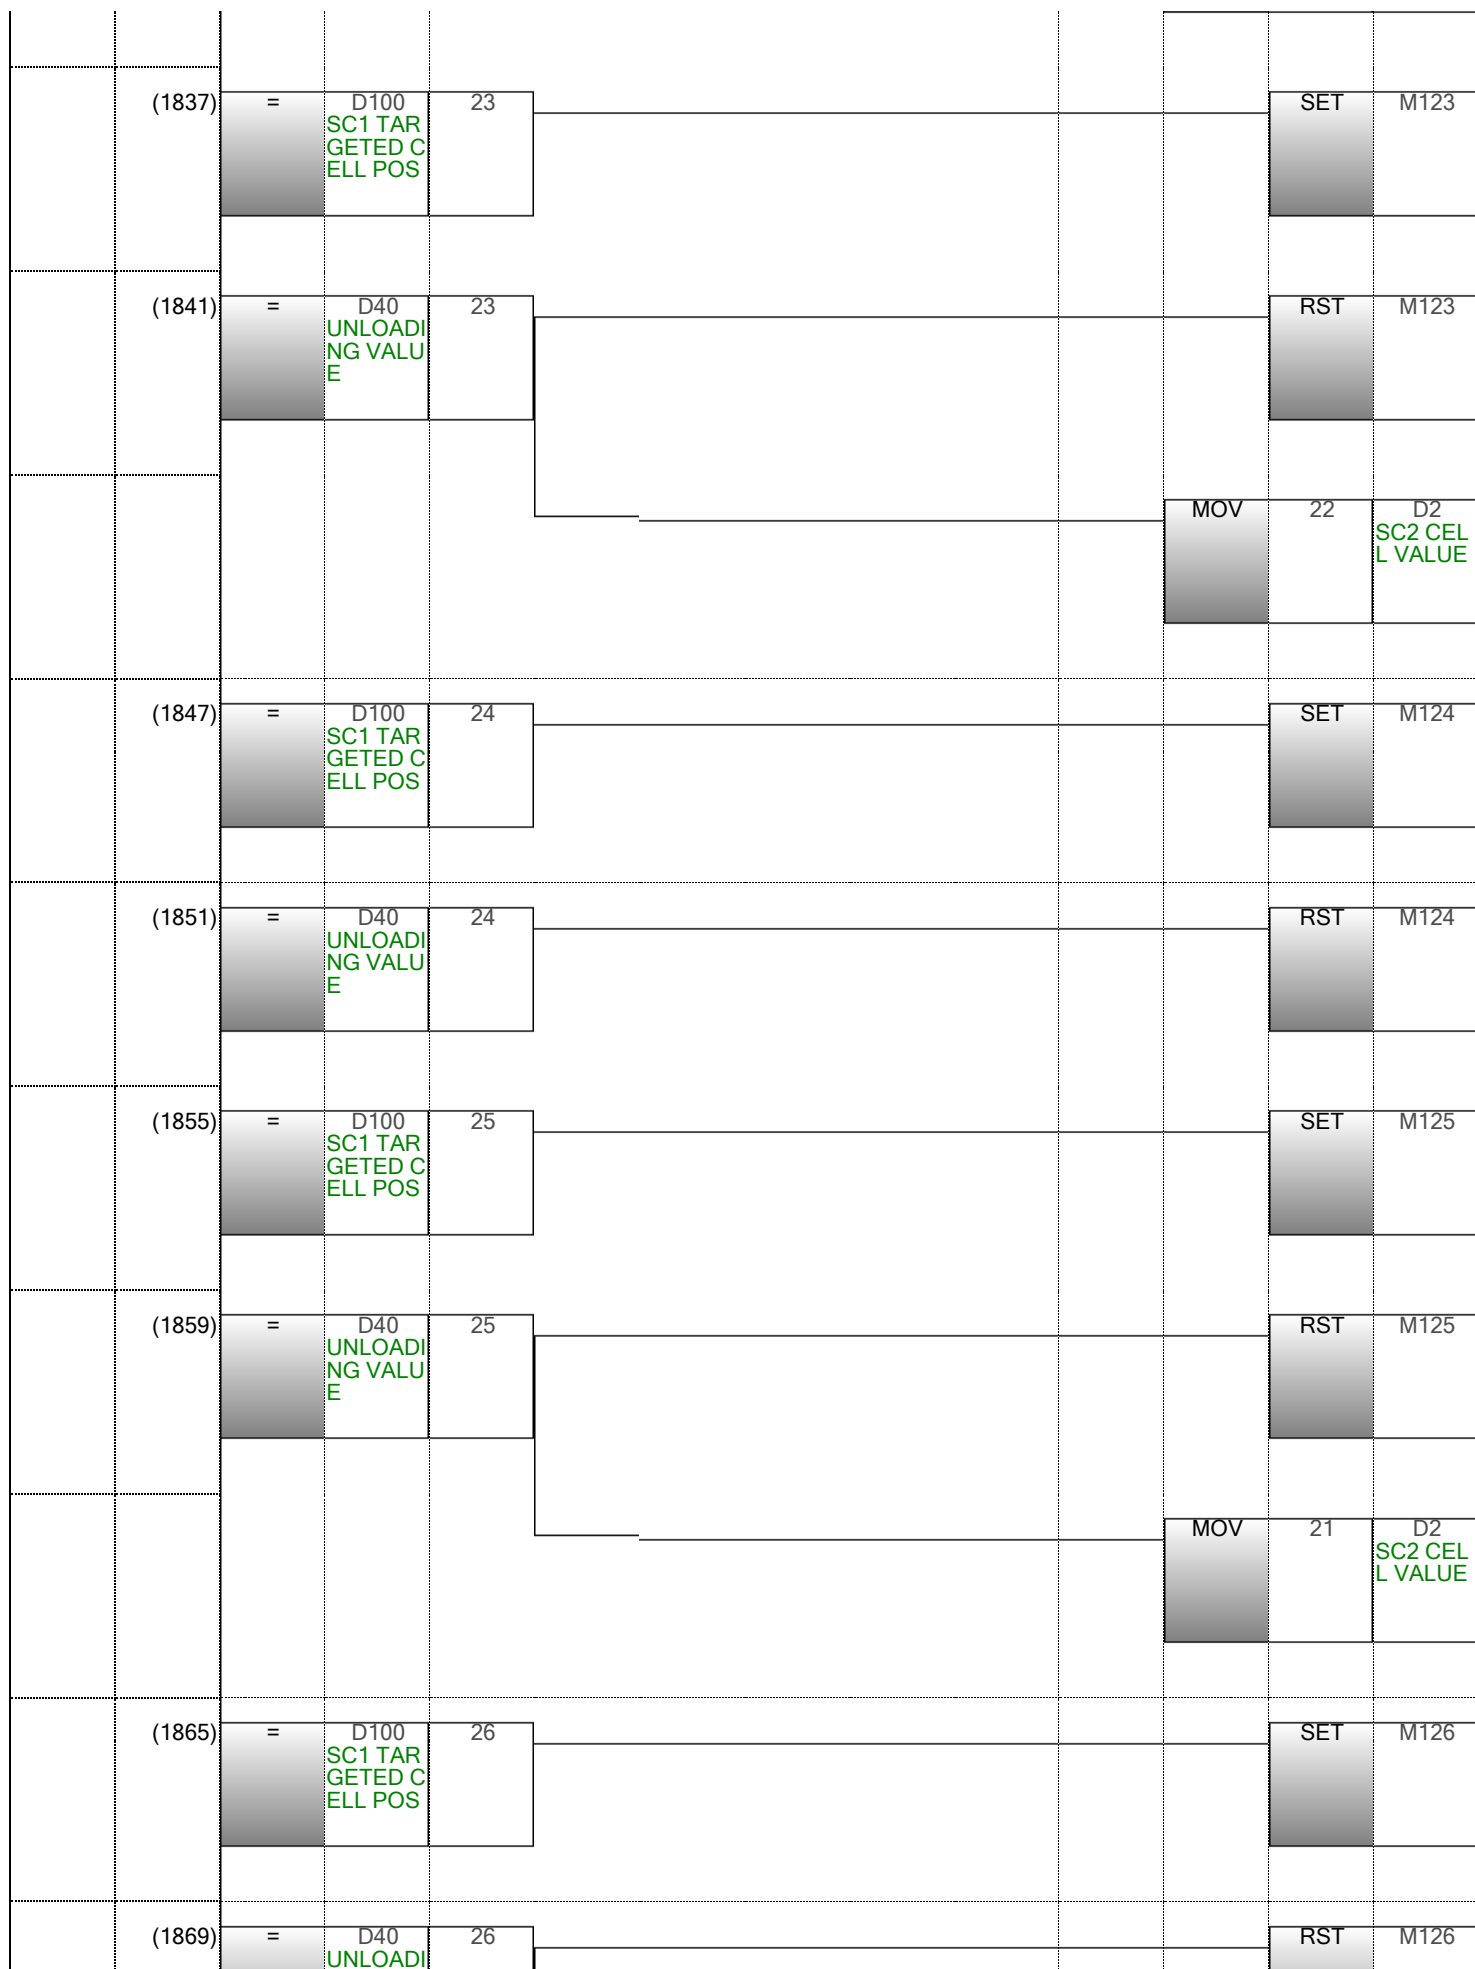 (1837) = D100 23 SET M123
SC1 TAR
GETED C
ELL POS
(1841) = D40 23 RST M123
UNLOADI
NG VALU
E
MOV 22 D2
SC2 CEL
L VALUE
(1847) = D100 24 SET M124
SC1 TAR
GETED C
ELL POS
(1851) = D40 24 RST M124
UNLOADI
NG VALU
E
(1855) = D100 25 SET M125
SC1 TAR
GETED C
ELL POS
(1859) = D40 25 RST M125
UNLOADI
NG VALU
E
MOV 21 D2
SC2 CEL
L VALUE
(1865) = D100 26 SET M126
SC1 TAR
GETED C
ELL POS
(1869) = D40 26 RST M126
UNLOADI